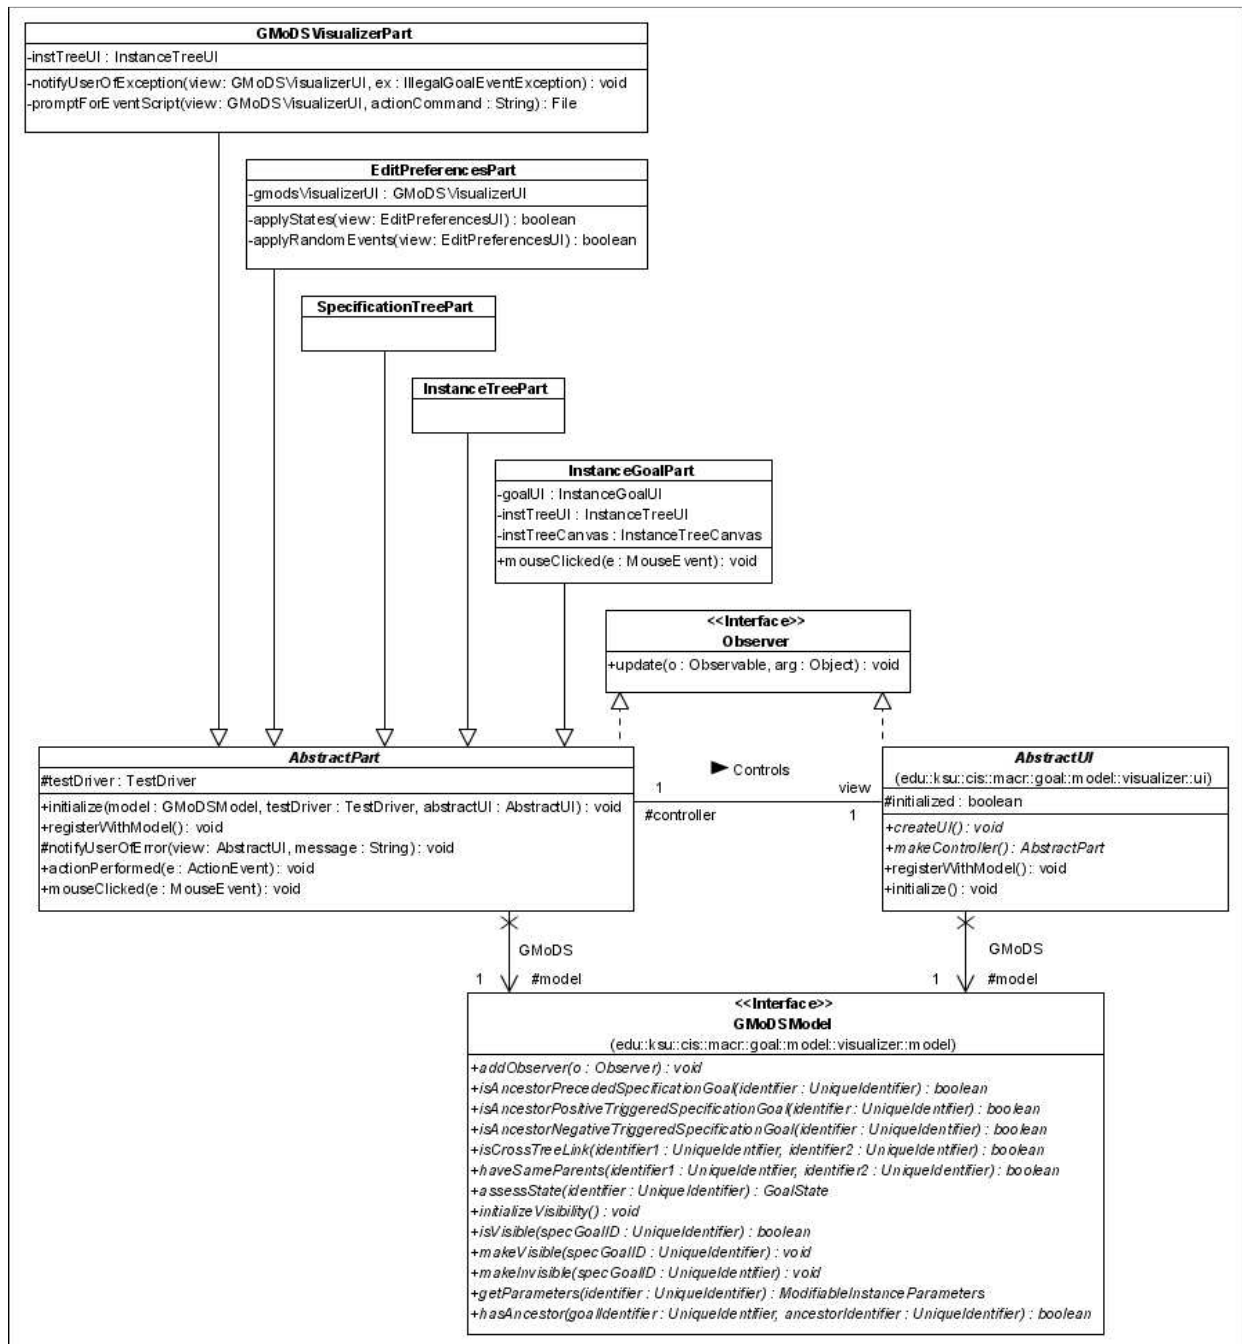 GMoDSVisualizerPart
-instTreeUI : InstanceTreeUI
-notifyUserOfException(view: GMoDSVisualizerUI, ex : IllegalGoalEventException) : void
-promptForEventScript(view: GMoDSVisualizerUI, actionCommand : String) : File
EditPreferencesPart
-gmodsVisualizerUI : GMoDSVisualizerUI
-applyStates(view: EditPreferencesUI) : boolean
-applyRandomEvents(view: EditPreferencesUI) : boolean
SpecificationTreePart
InstanceTreePart
InstanceGoalPart
-goalUI : InstanceGoalUI
-instTreeUI : InstanceTreeUI
-instTreeCanvas : InstanceTreeCanvas
+mouseClicked(e : MouseEvent) : void
<<Interface>>
Observer
+update(o : Observable, arg : Object) : void
AbstractPart
#testDriver : TestDriver
+initialize(model : GMoDSModel, testDriver : TestDriver, abstractUI : AbstractUI) : void
+registerWithModel() : void
#notifyUserOfError(view: AbstractUI, message : String) : void
+actionPerformed(e : ActionEvent) : void
+mouseClicked(e : MouseEvent) : void
Controls
1 view
#controller 1
AbstractUI
(edu::ksu::cis::macr::goal::model::visualizer::ui)
#initialized : boolean
+createUI() : void
+makeController() : AbstractPart
+registerWithModel() : void
+initialize() : void
GMoDS
1 #model
GMoDS
1 #model
<<Interface>>
GMoDSModel
(edu::ksu::cis::macr::goal::model::visualizer::model)
+addObserver(o : Observer) : void
+isAncestorPrecededSpecificationGoal(identifier : UniqueIdentifier) : boolean
+isAncestorPositiveTriggeredSpecificationGoal(identifier : UniqueIdentifier) : boolean
+isAncestorNegativeTriggeredSpecificationGoal(identifier : UniqueIdentifier) : boolean
+isCrossTreeLink(identifier1 : UniqueIdentifier, identifier2 : UniqueIdentifier) : boolean
+haveSameParents(identifier1 : UniqueIdentifier, identifier2 : UniqueIdentifier) : boolean
+assessState(identifier : UniqueIdentifier) : GoalState
+initializeVisibility() : void
+isVisible(specGoalID : UniqueIdentifier) : boolean
+makeVisible(specGoalID : UniqueIdentifier) : void
+makeInvisible(specGoalID : UniqueIdentifier) : void
+getParameters(identifier : UniqueIdentifier) : ModifiableInstanceParameters
+hasAncestor(goalIdentifier : UniqueIdentifier, ancestorIdentifier : UniqueIdentifier) : boolean